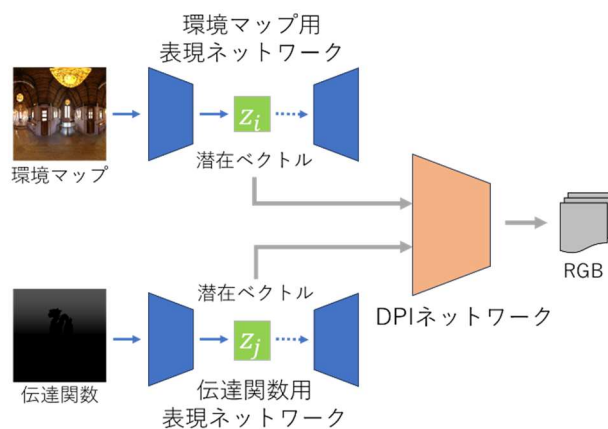 環境マップ用
表現ネットワーク
z_i
潜在ベクトル
環境マップ
RGB
潜在ベクトル
DPIネットワーク
z_j
伝達関数
伝達関数用
表現ネットワーク